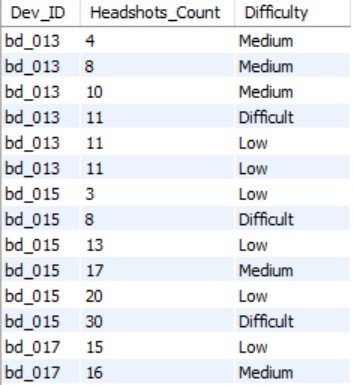 Dev_ID Headshots_Count Difficulty
bd_013 4 Medium
bd_013 8 Medium
bd_013 10 Medium
bd_013 11 Difficult
bd_013 11 Low
bd_013 11 Low
bd_015 3 Low
bd_015 8 Difficult
bd_015 13 Low
bd_015 17 Medium
bd_015 20 Low
bd_015 30 Difficult
bd_017 15 Low
bd_017 16 Medium